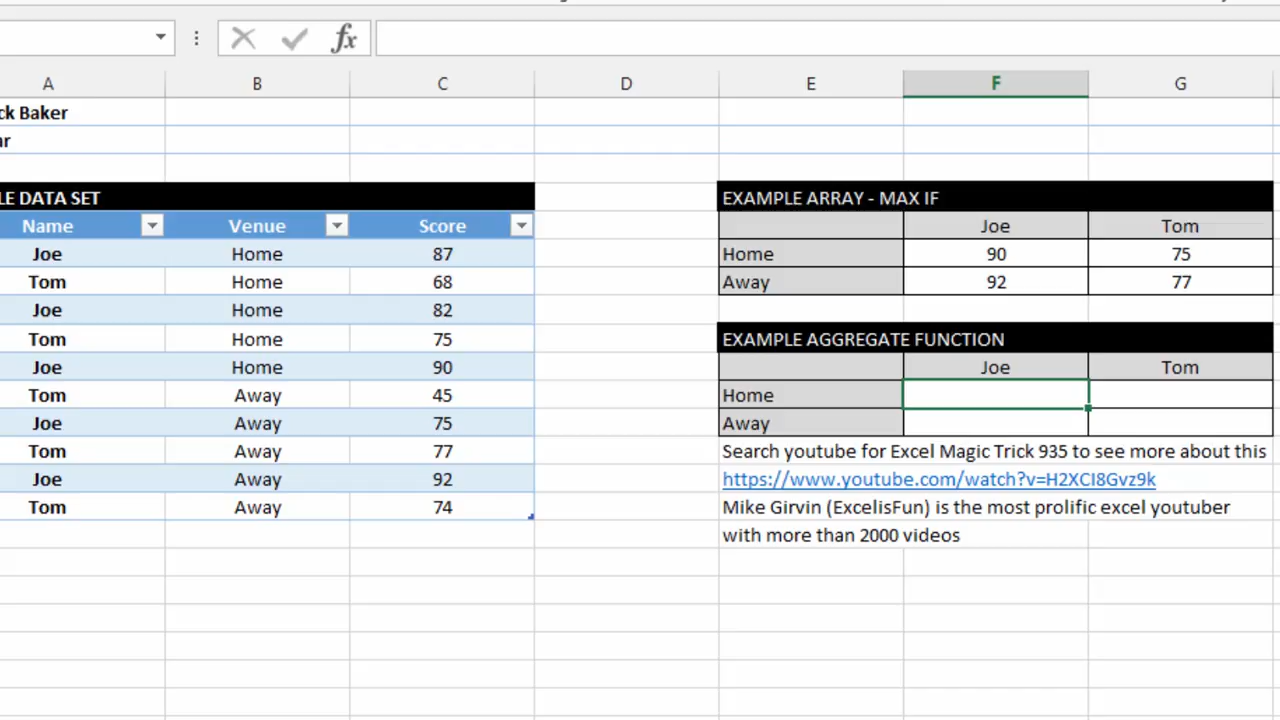 fx
A B C D E F G
ck Baker
ar
LE DATA SET EXAMPLE ARRAY - MAX IF
Name Venue Score Joe Tom
Joe Home 87 Home 90 75
Tom Home 68 Away 92 77
Joe Home 82
Tom Home 75 EXAMPLE AGGREGATE FUNCTION
Joe Home 90 Joe Tom
Tom Away 45 Home
Joe Away 75 Away
Tom Away 77 Search youtube for Excel Magic Trick 935 to see more about this
Joe Away 92 https://www.youtube.com/watch?v=H2XCI8Gvz9k
Tom Away 74 Mike Girvin (ExcelisFun) is the most prolific excel youtuber
with more than 2000 videos